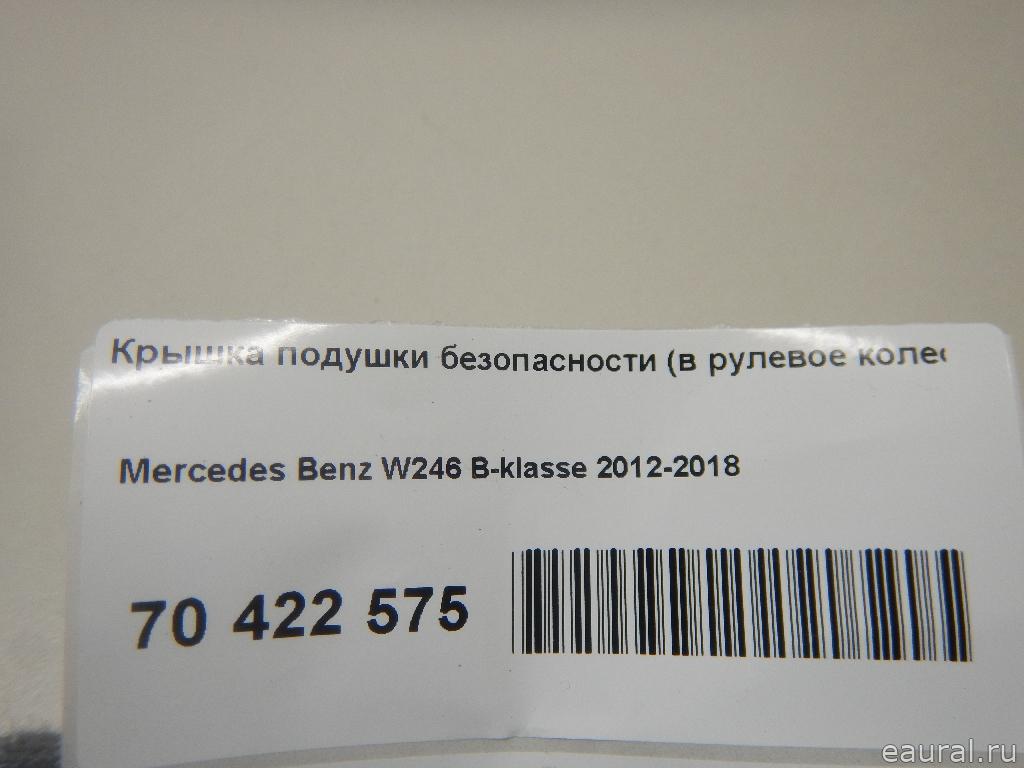 Крышка подушки безопасности (в рулевое колес
Mercedes Benz W246 B-klasse 2012-2018
70 422 575
eaural.ru